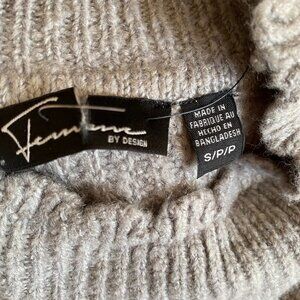 Femme
BY DESIGN
MADE IN
FABRIQUE AU
HECHO EN
BANGLADESH
S/P/P